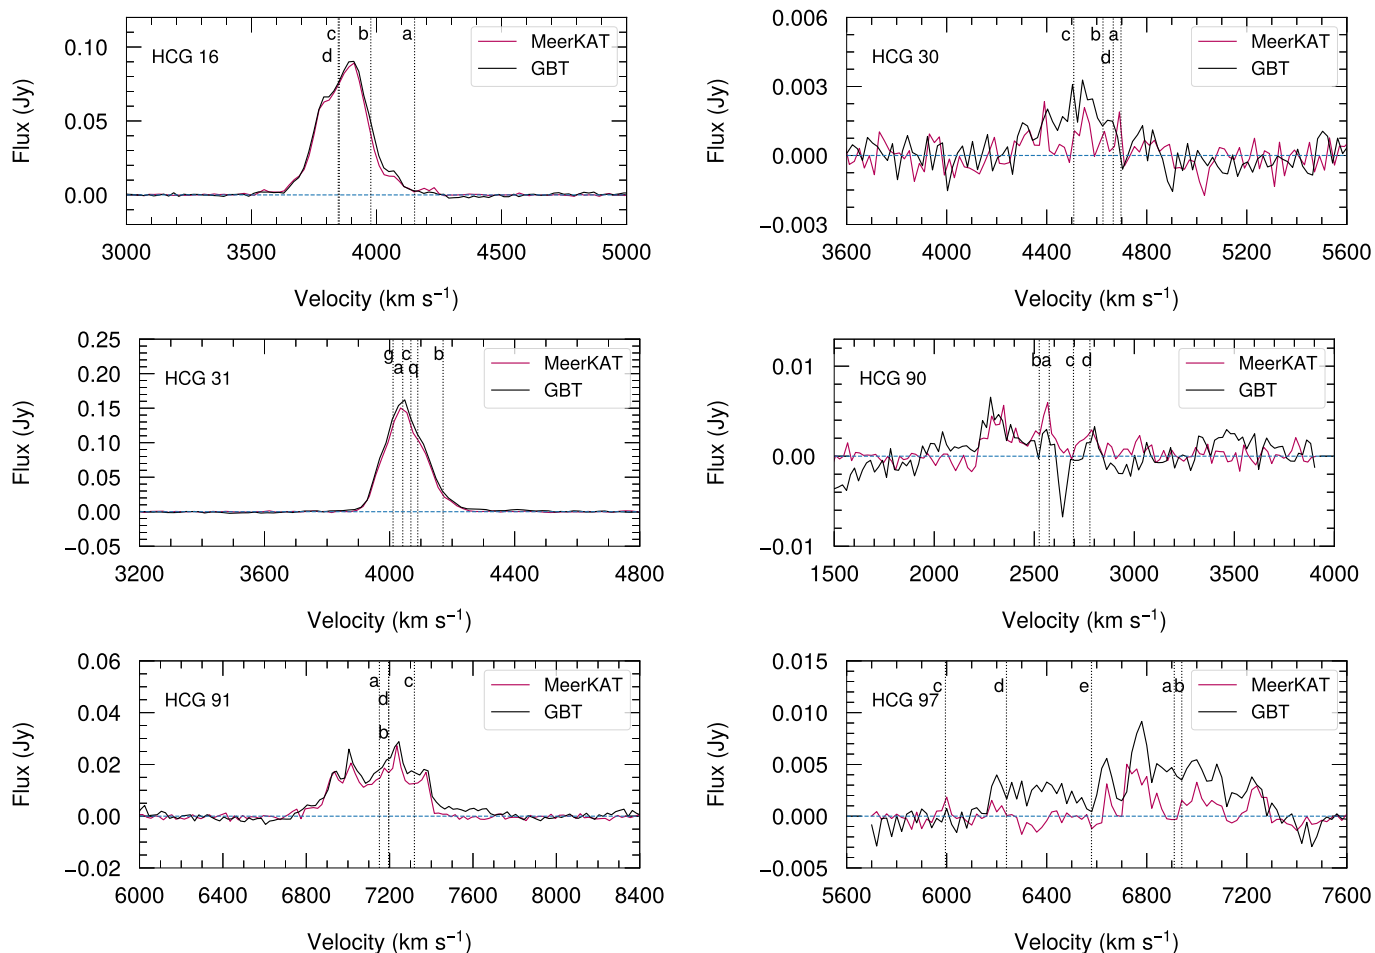 HCG 16
c b a
d
MeerKAT
GBT
0.10
0.05
0.00
Flux (Jy)
3000 3500 4000 4500 5000
Velocity (km s⁻¹)
HCG 30
c b a
d
MeerKAT
GBT
0.006
0.003
0.000
−0.003
Flux (Jy)
3600 4000 4400 4800 5200 5600
Velocity (km s⁻¹)
HCG 31
g c b
a q
MeerKAT
GBT
0.25
0.20
0.15
0.10
0.05
0.00
−0.05
Flux (Jy)
3200 3600 4000 4400 4800
Velocity (km s⁻¹)
HCG 90
b a c d
MeerKAT
GBT
0.01
0.00
−0.01
Flux (Jy)
1500 2000 2500 3000 3500 4000
Velocity (km s⁻¹)
HCG 91
a c
d
b
MeerKAT
GBT
0.06
0.04
0.02
0.00
−0.02
Flux (Jy)
6000 6400 6800 7200 7600 8000 8400
Velocity (km s⁻¹)
HCG 97
c d e a b
MeerKAT
GBT
0.015
0.010
0.005
0.000
−0.005
Flux (Jy)
5600 6000 6400 6800 7200 7600
Velocity (km s⁻¹)